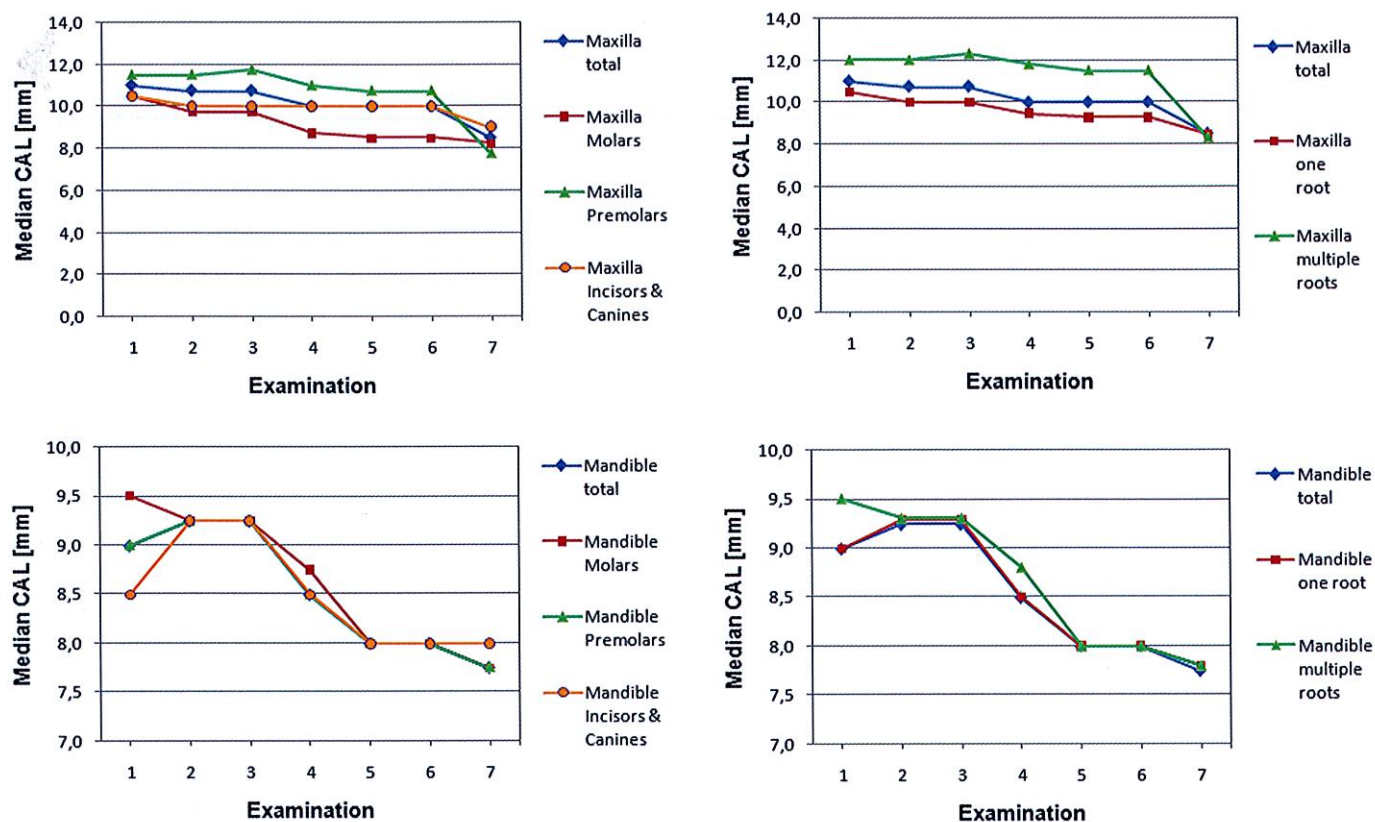 Median CAL [mm]
14,0
12,0
10,0
8,0
6,0
4,0
2,0
0,0
1 2 3 4 5 6 7
Examination
Maxilla
total
Maxilla
Molars
Maxilla
Premolars
Maxilla
Incisors &
Canines
Median CAL [mm]
14,0
12,0
10,0
8,0
6,0
4,0
2,0
0,0
1 2 3 4 5 6 7
Examination
Maxilla
total
Maxilla
one
root
Maxilla
multiple
roots
Median CAL [mm]
10,0
9,5
9,0
8,5
8,0
7,5
7,0
1 2 3 4 5 6 7
Examination
Mandible
total
Mandible
Molars
Mandible
Premolars
Mandible
Incisors &
Canines
Median CAL [mm]
10,0
9,5
9,0
8,5
8,0
7,5
7,0
1 2 3 4 5 6 7
Examination
Mandible
total
Mandible
one root
Mandible
multiple
roots